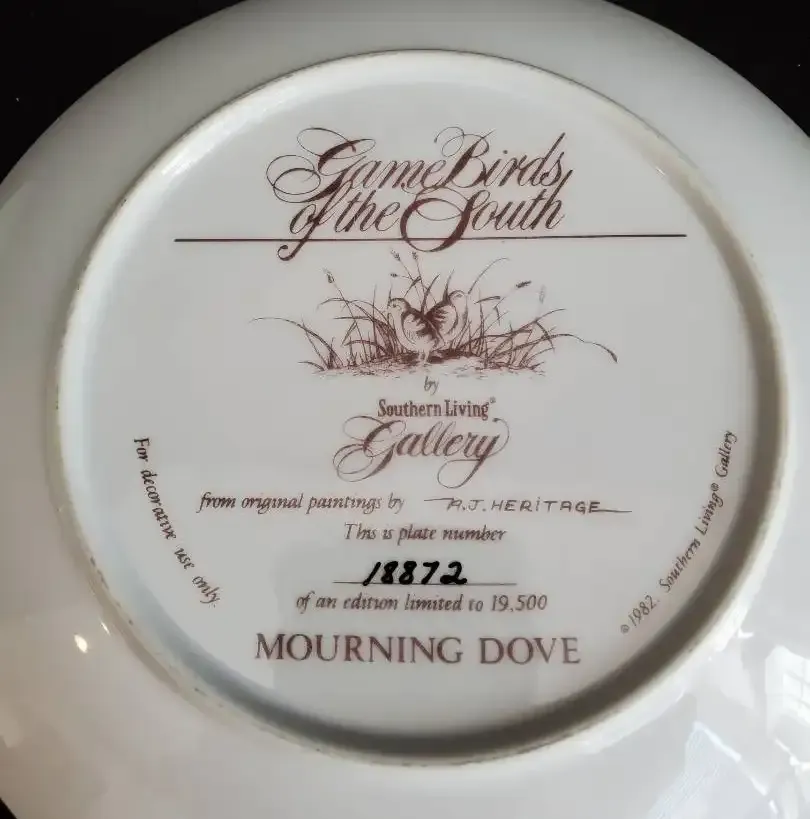 Game Birds
of the South
by
Southern Living®
Gallery
from original paintings by A.J. HERITAGE
This is plate number
18872
of an edition limited to 19,500
MOURNING DOVE
For decorative use only.
©1982. Southern Living® Gallery